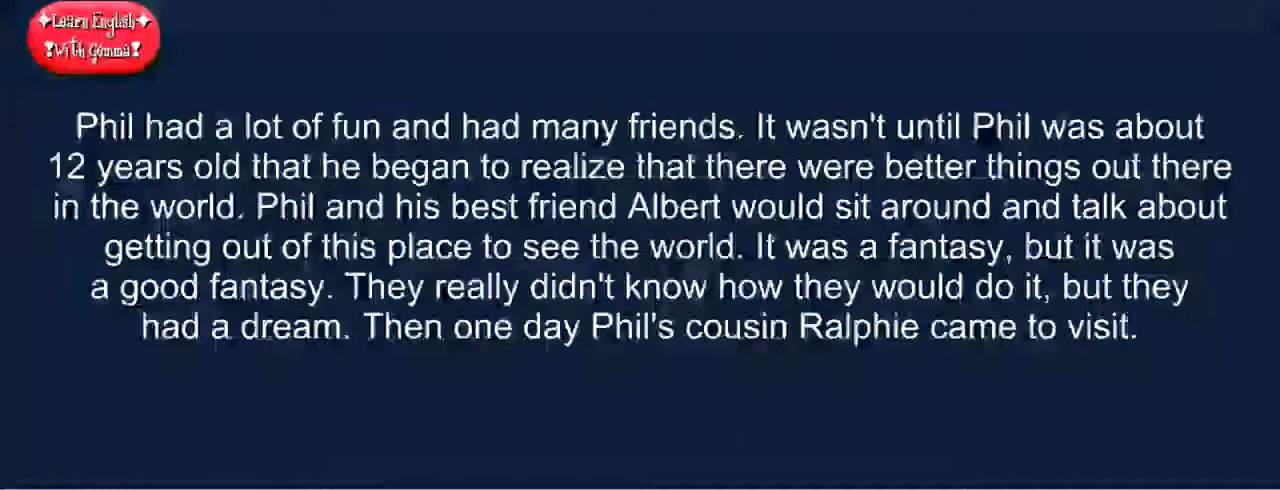 ✦Learn English✦
❢With Gemma❢
Phil had a lot of fun and had many friends. It wasn't until Phil was about
12 years old that he began to realize that there were better things out there
in the world. Phil and his best friend Albert would sit around and talk about
getting out of this place to see the world. It was a fantasy, but it was
a good fantasy. They really didn't know how they would do it, but they
had a dream. Then one day Phil's cousin Ralphie came to visit.